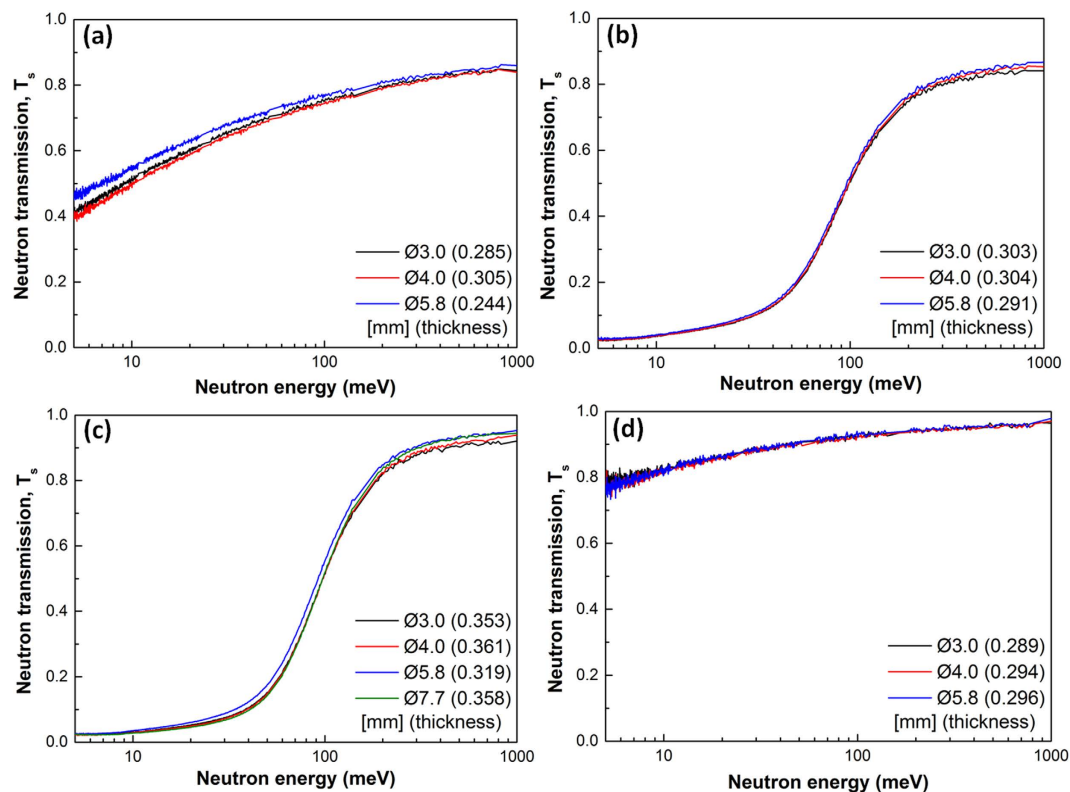 (a)
Neutron transmission, Tₛ
1.0
0.8
0.6
0.4
0.2
0.0
Ø3.0 (0.285)
Ø4.0 (0.305)
Ø5.8 (0.244)
[mm] (thickness)
10 100 1000
Neutron energy (meV)
(b)
Neutron transmission, Tₛ
1.0
0.8
0.6
0.4
0.2
0.0
Ø3.0 (0.303)
Ø4.0 (0.304)
Ø5.8 (0.291)
[mm] (thickness)
10 100 1000
Neutron energy (meV)
(c)
Neutron transmission, Tₛ
1.0
0.8
0.6
0.4
0.2
0.0
Ø3.0 (0.353)
Ø4.0 (0.361)
Ø5.8 (0.319)
Ø7.7 (0.358)
[mm] (thickness)
10 100 1000
Neutron energy (meV)
(d)
Neutron transmission, Tₛ
1.0
0.8
0.6
0.4
0.2
0.0
Ø3.0 (0.289)
Ø4.0 (0.294)
Ø5.8 (0.296)
[mm] (thickness)
10 100 1000
Neutron energy (meV)